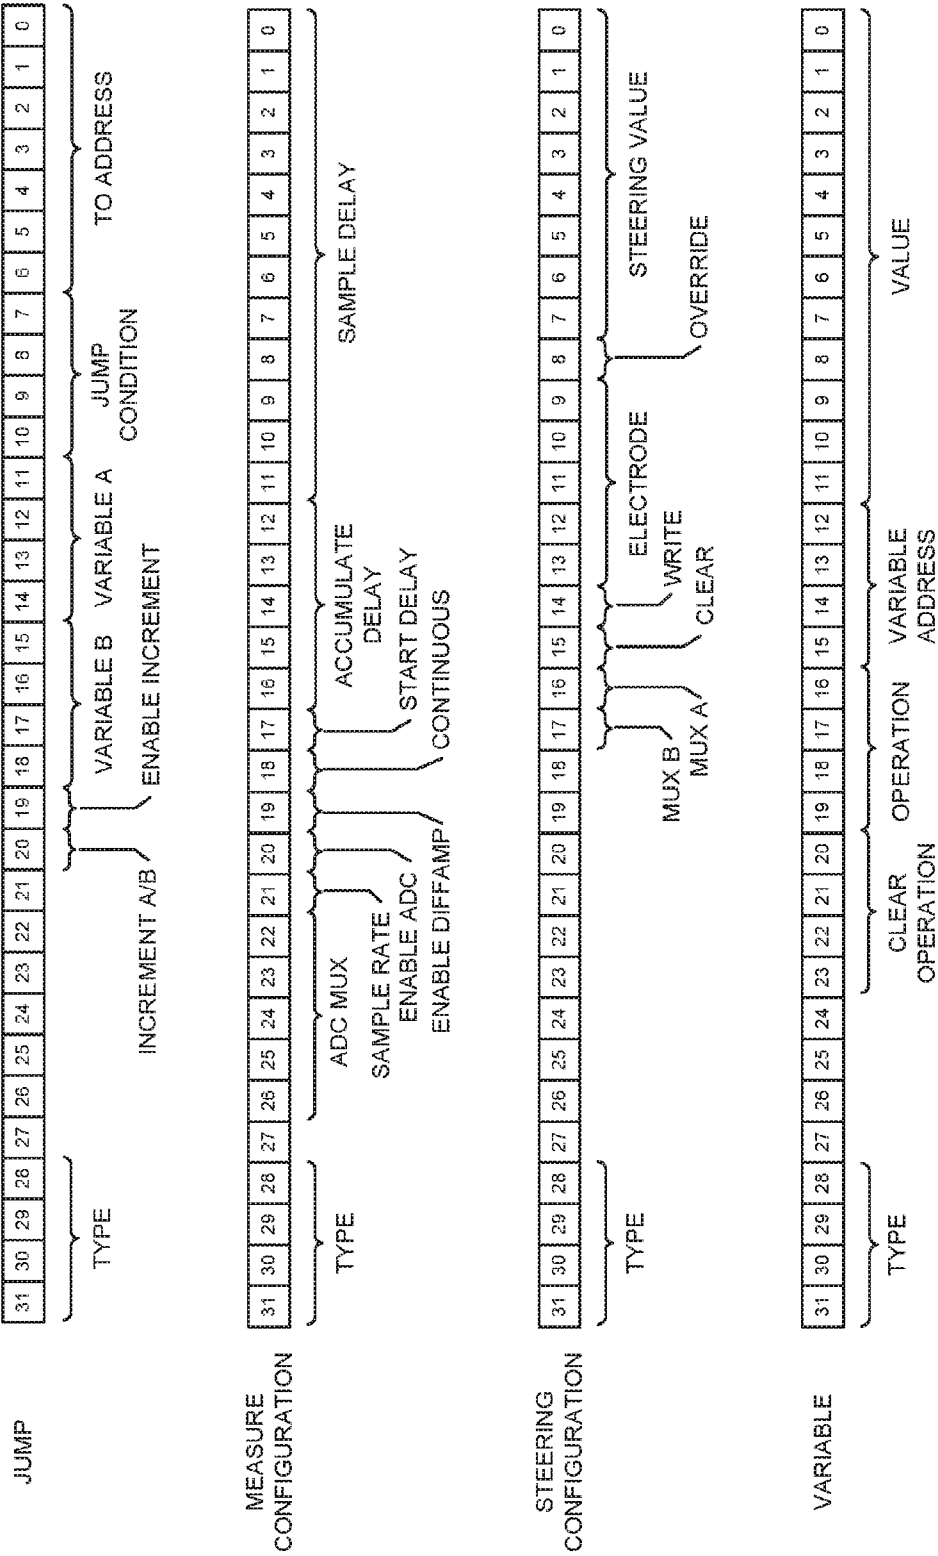 JUMP
31 30 29 28 27 26 25 24 23 22 21 20 19 18 17 16 15 14 13 12 11 10 9 8 7 6 5 4 3 2 1 0
TYPE
INCREMENT A/B
ENABLE INCREMENT
VARIABLE B
VARIABLE A
JUMP
CONDITION
TO ADDRESS
MEASURE
CONFIGURATION
31 30 29 28 27 26 25 24 23 22 21 20 19 18 17 16 15 14 13 12 11 10 9 8 7 6 5 4 3 2 1 0
TYPE
ADC MUX
SAMPLE RATE
ENABLE ADC
ENABLE DIFFAMP
CONTINUOUS
START DELAY
ACCUMULATE
DELAY
SAMPLE DELAY
STEERING
CONFIGURATION
31 30 29 28 27 26 25 24 23 22 21 20 19 18 17 16 15 14 13 12 11 10 9 8 7 6 5 4 3 2 1 0
TYPE
MUX B
MUX A
CLEAR
WRITE
ELECTRODE
OVERRIDE
STEERING VALUE
VARIABLE
31 30 29 28 27 26 25 24 23 22 21 20 19 18 17 16 15 14 13 12 11 10 9 8 7 6 5 4 3 2 1 0
TYPE
CLEAR
OPERATION
OPERATION
VARIABLE
ADDRESS
VALUE